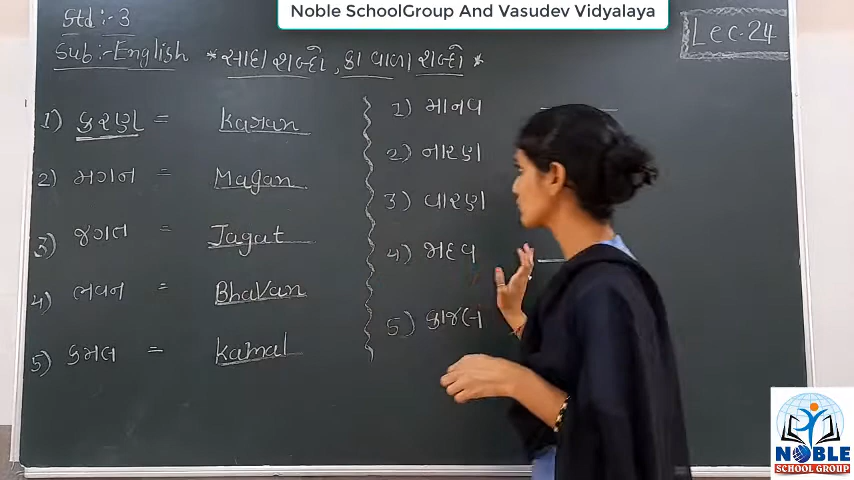 Noble SchoolGroup And Vasudev Vidyalaya
Std :- 3
Lec-24
Sub:- English
* સાદા શબ્દો, કા વાળા શબ્દો *
1) કરણ = Karan
2) મગન = Magan
3) જગત = Jagat
4) ભવન = BhaVan
5) કમલ = Kamal
1) માનવ
2) નારણ
3) વારણ
4) મદવ
5) કાજલ
NOBLE
SCHOOL GROUP